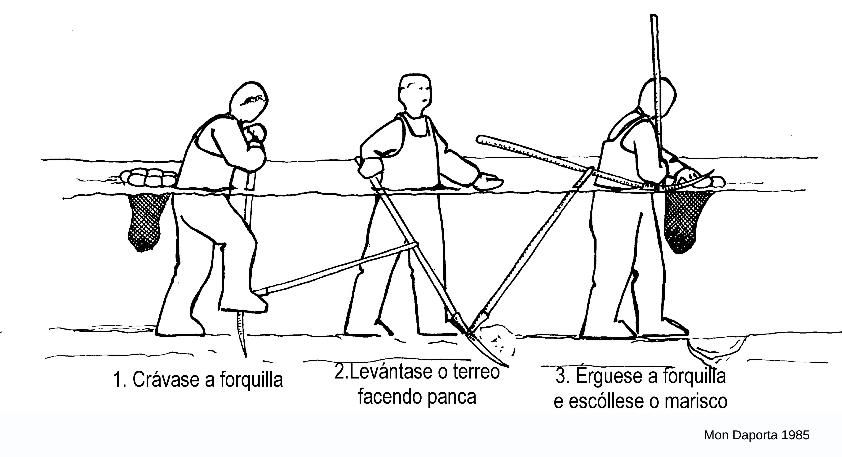 1. Crávase a forquilla
2.Levántase o terreo
facendo panca
3. Érguese a forquilla
e escóllese o marisco
Mon Daporta 1985